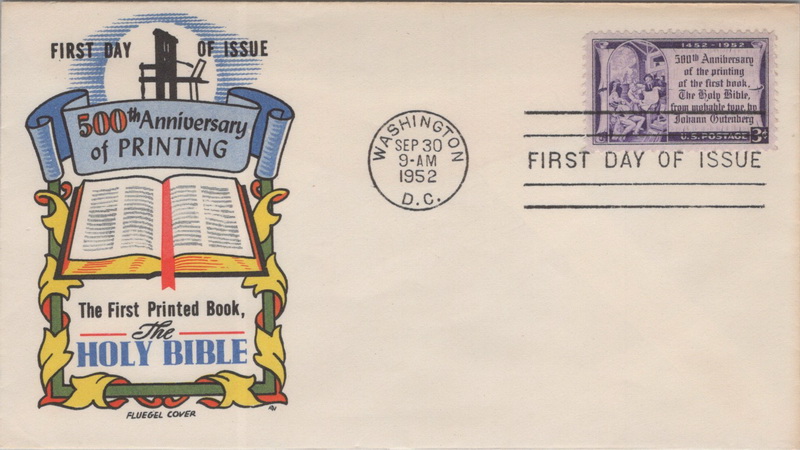 FIRST DAY OF ISSUE
500th Anniversary
of PRINTING
The First Printed Book,
The
HOLY BIBLE
FLUEGEL COVER
WASHINGTON
SEP 30
9-AM
1952
D.C.
1452-1952
500th Anniversary
of the printing
of the first book,
The Holy Bible,
from movable type, by
Johann Gutenberg
U.S. POSTAGE 3¢
FIRST DAY OF ISSUE